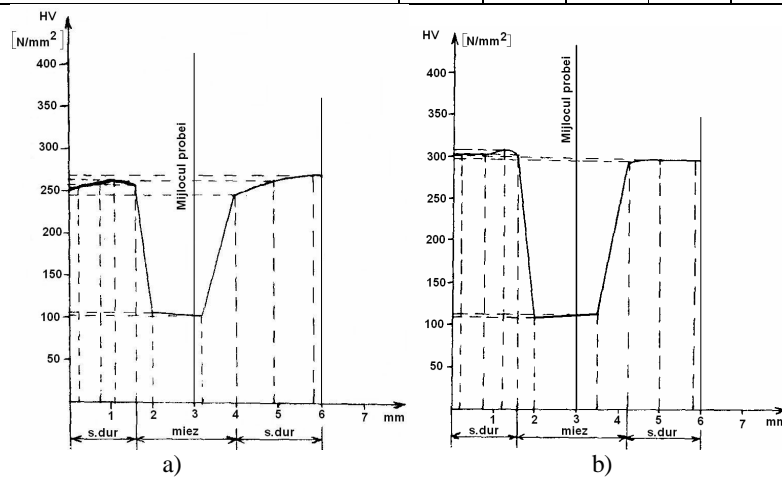 HV
[N/mm²]
400
350
300
250
200
150
100
50
Mijlocul probei
1 2 3 4 5 6 7 mm
s.dur miez s.dur
a)
HV
[N/mm²]
400
350
300
250
200
150
100
50
Mijlocul probei
1 2 3 4 5 6 7 mm
s.dur miez s.dur
b)